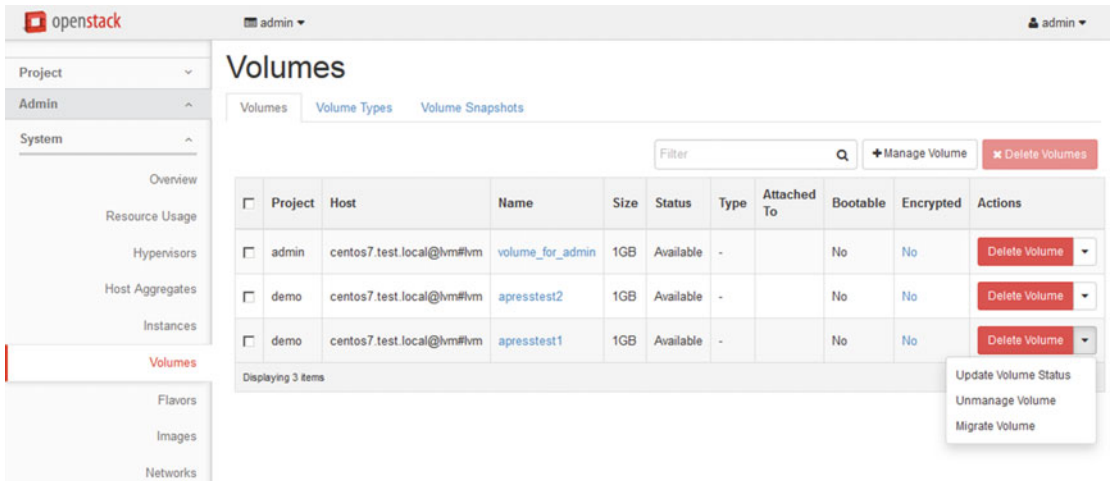 openstack
admin
admin
Project
Admin
System
Overview
Resource Usage
Hypervisors
Host Aggregates
Instances
Volumes
Flavors
Images
Networks
Volumes
Volumes Volume Types Volume Snapshots
Filter +Manage Volume × Delete Volumes
Project Host Name Size Status Type Attached To Bootable Encrypted Actions
admin centos7.test.local@lvm#lvm volume_for_admin 1GB Available - No No Delete Volume
demo centos7.test.local@lvm#lvm apresstest2 1GB Available - No No Delete Volume
demo centos7.test.local@lvm#lvm apresstest1 1GB Available - No No Delete Volume
Displaying 3 items
Update Volume Status
Unmanage Volume
Migrate Volume